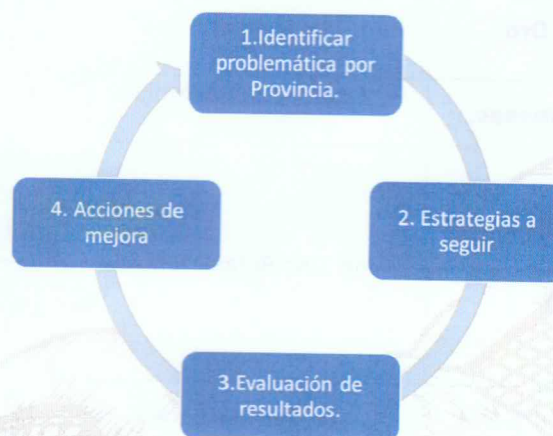 1.Identificar
problemática por
Provincia.
2. Estrategias a
seguir
3.Evaluación de
resultados.
4. Acciones de
mejora